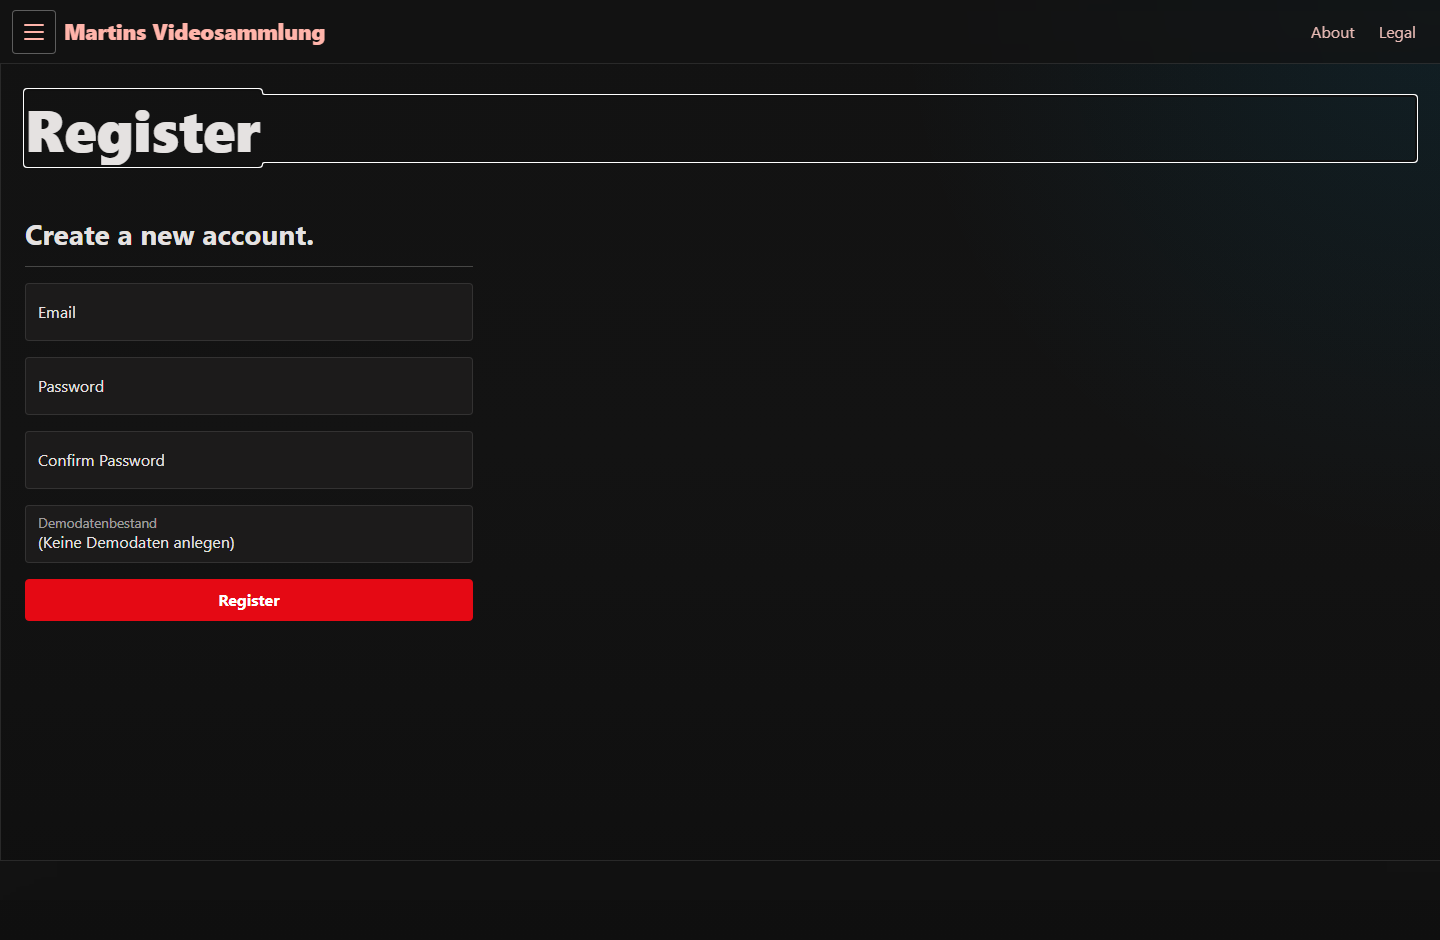 Martins Videosammlung
About
Legal
Register
Create a new account.
Email
Password
Confirm Password
Demodatenbestand
(Keine Demodaten anlegen)
Register